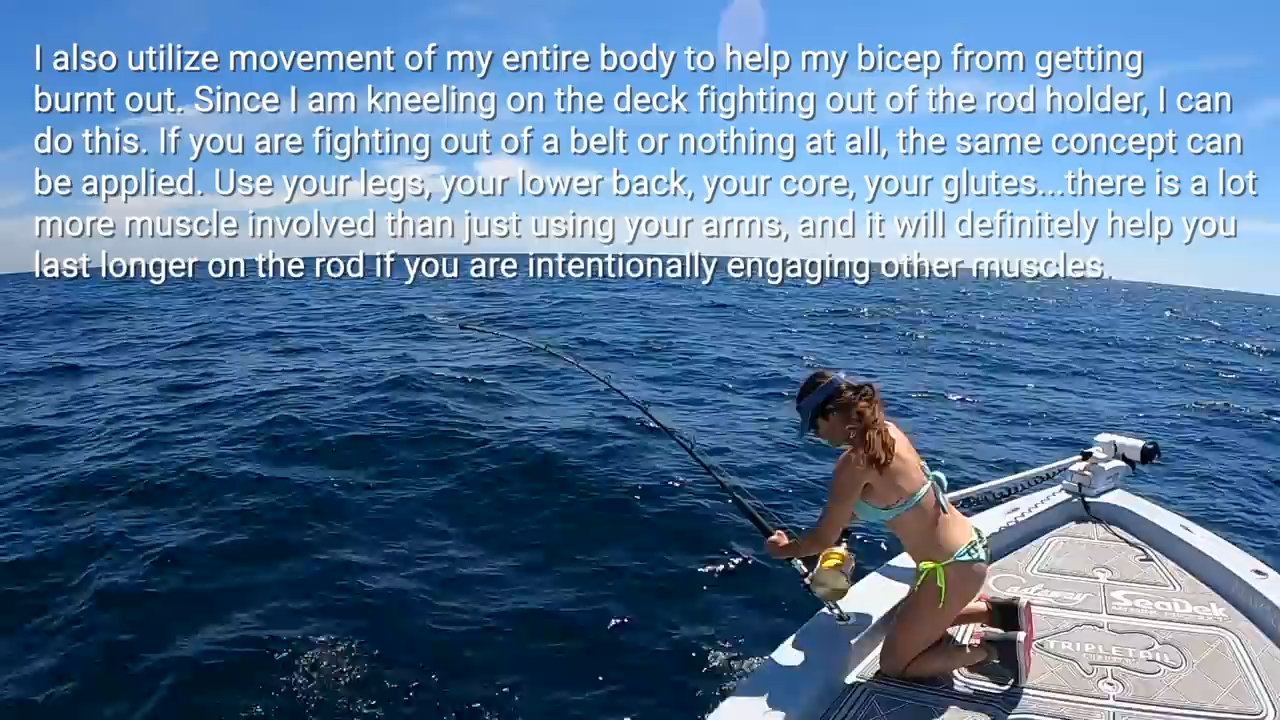 I also utilize movement of my entire body to help my bicep from getting
burnt out. Since I am kneeling on the deck fighting out of the rod holder, I can
do this. If you are fighting out of a belt or nothing at all, the same concept can
be applied. Use your legs, your lower back, your core, your glutes...there is a lot
more muscle involved than just using your arms, and it will definitely help you
last longer on the rod if you are intentionally engaging other muscles.
SeaDek
TRIPLETAIL